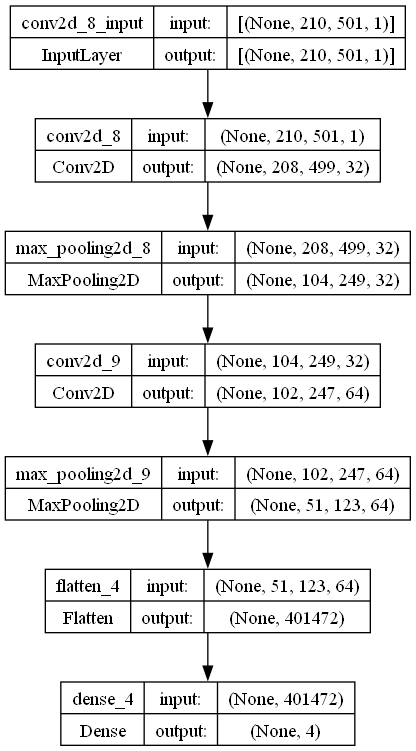 conv2d_8_input input: [(None, 210, 501, 1)]
InputLayer output: [(None, 210, 501, 1)]
conv2d_8 input: (None, 210, 501, 1)
Conv2D output: (None, 208, 499, 32)
max_pooling2d_8 input: (None, 208, 499, 32)
MaxPooling2D output: (None, 104, 249, 32)
conv2d_9 input: (None, 104, 249, 32)
Conv2D output: (None, 102, 247, 64)
max_pooling2d_9 input: (None, 102, 247, 64)
MaxPooling2D output: (None, 51, 123, 64)
flatten_4 input: (None, 51, 123, 64)
Flatten output: (None, 401472)
dense_4 input: (None, 401472)
Dense output: (None, 4)